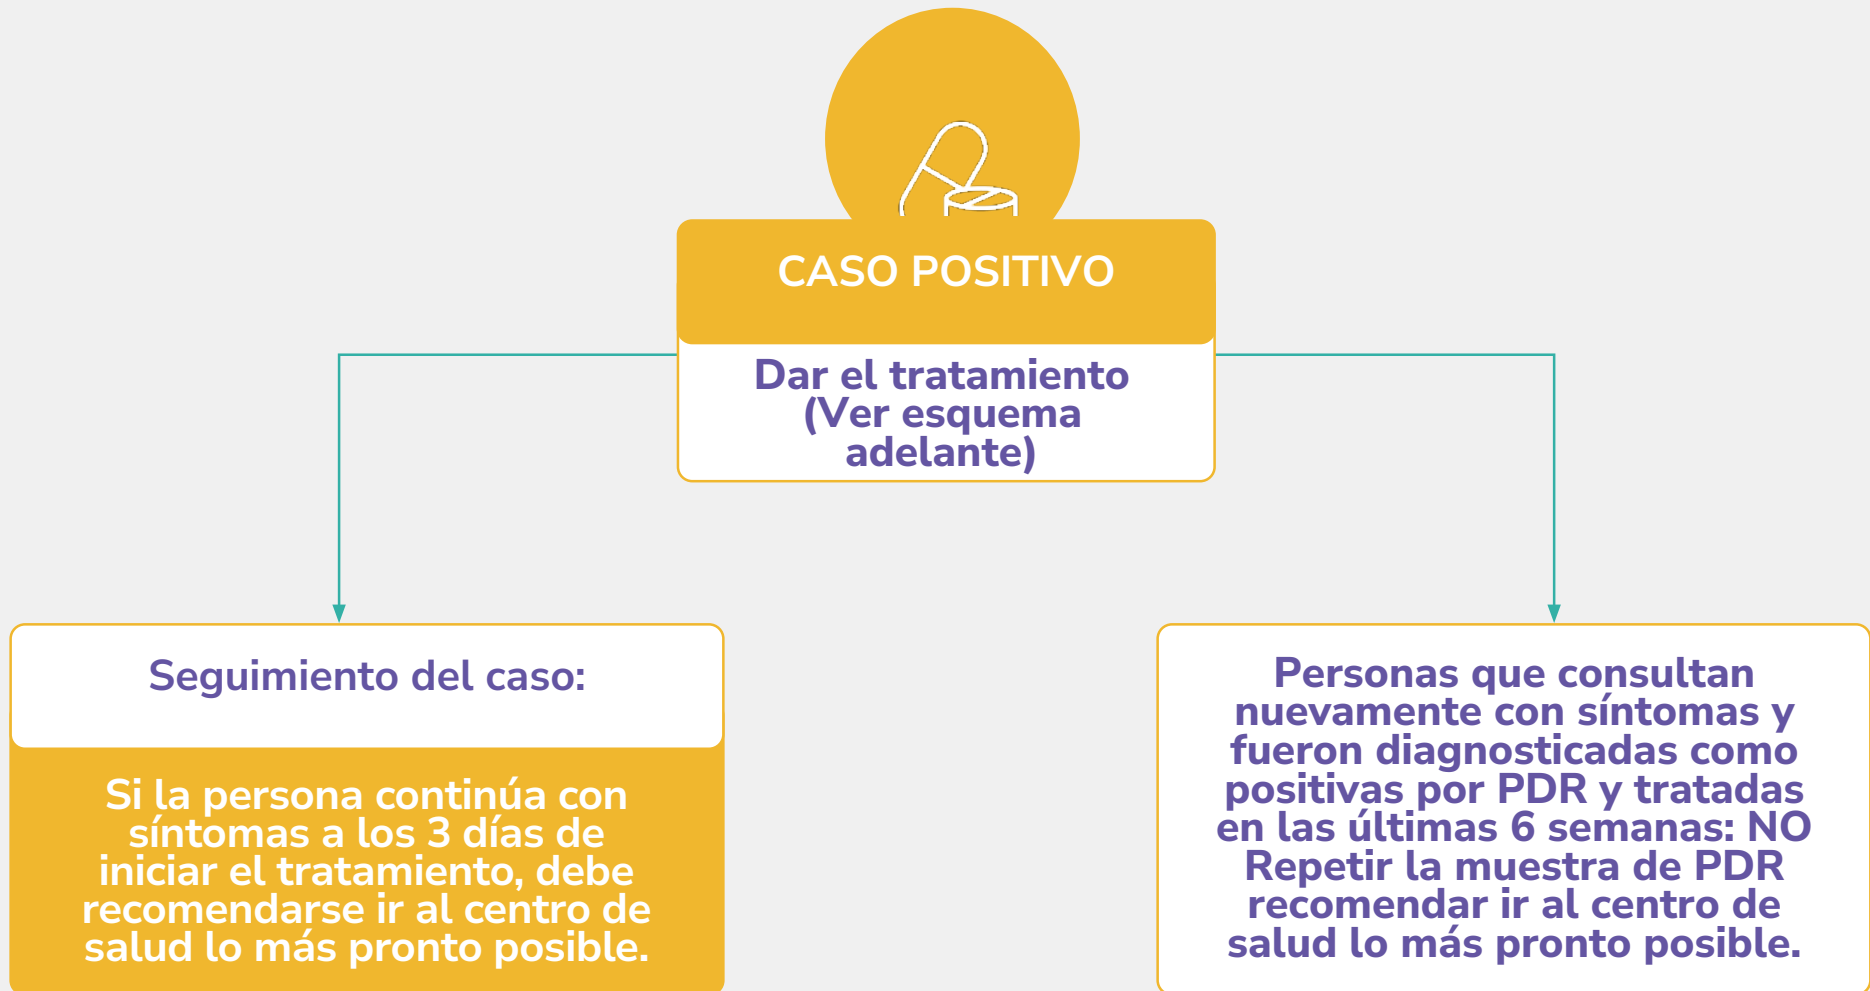 CASO POSITIVO
Dar el tratamiento
(Ver esquema
adelante)
Seguimiento del caso:
Si la persona continúa con
síntomas a los 3 días de
iniciar el tratamiento, debe
recomendarse ir al centro de
salud lo más pronto posible.
Personas que consultan
nuevamente con síntomas y
fueron diagnosticadas como
positivas por PDR y tratadas
en las últimas 6 semanas: NO
Repetir la muestra de PDR
recomendar ir al centro de
salud lo más pronto posible.